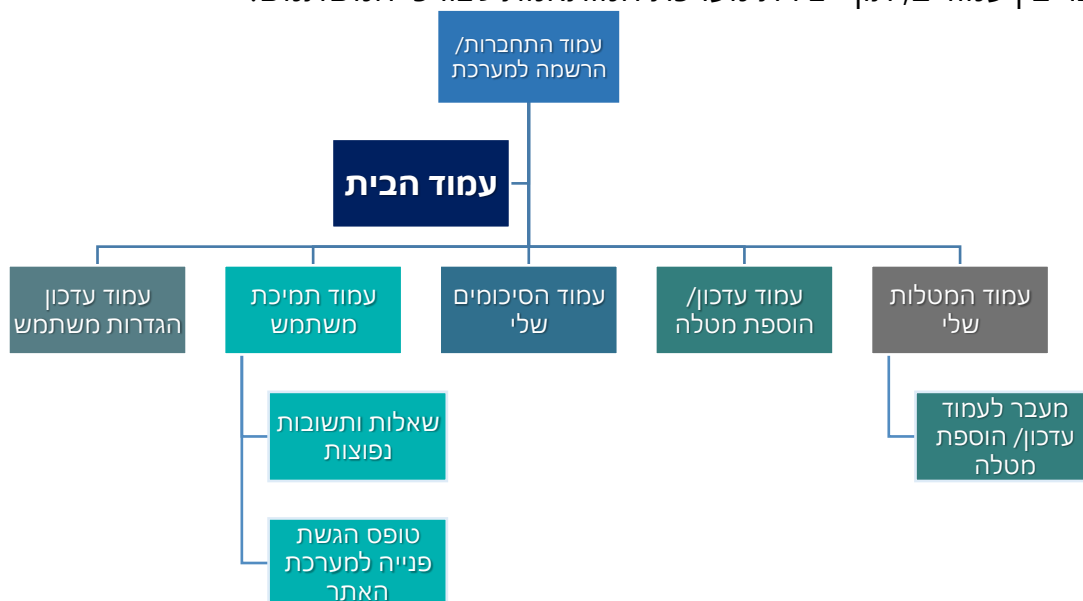 עמוד התחברות/
הרשמה למערכת
עמוד הבית
עמוד המטלות
שלי
עמוד עדכון/
הוספת מטלה
עמוד הסיכומים
שלי
עמוד תמיכת
משתמש
עמוד עדכון
הגדרות משתמש
מעבר לעמוד
עדכון/ הוספת
מטלה
שאלות ותשובות
נפוצות
טופס הגשת
פנייה למערכת
האתר